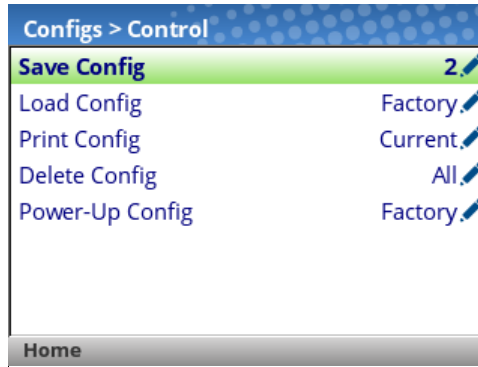 Configs > Control
Save Config 2
Load Config Factory
Print Config Current
Delete Config All
Power-Up Config Factory
Home